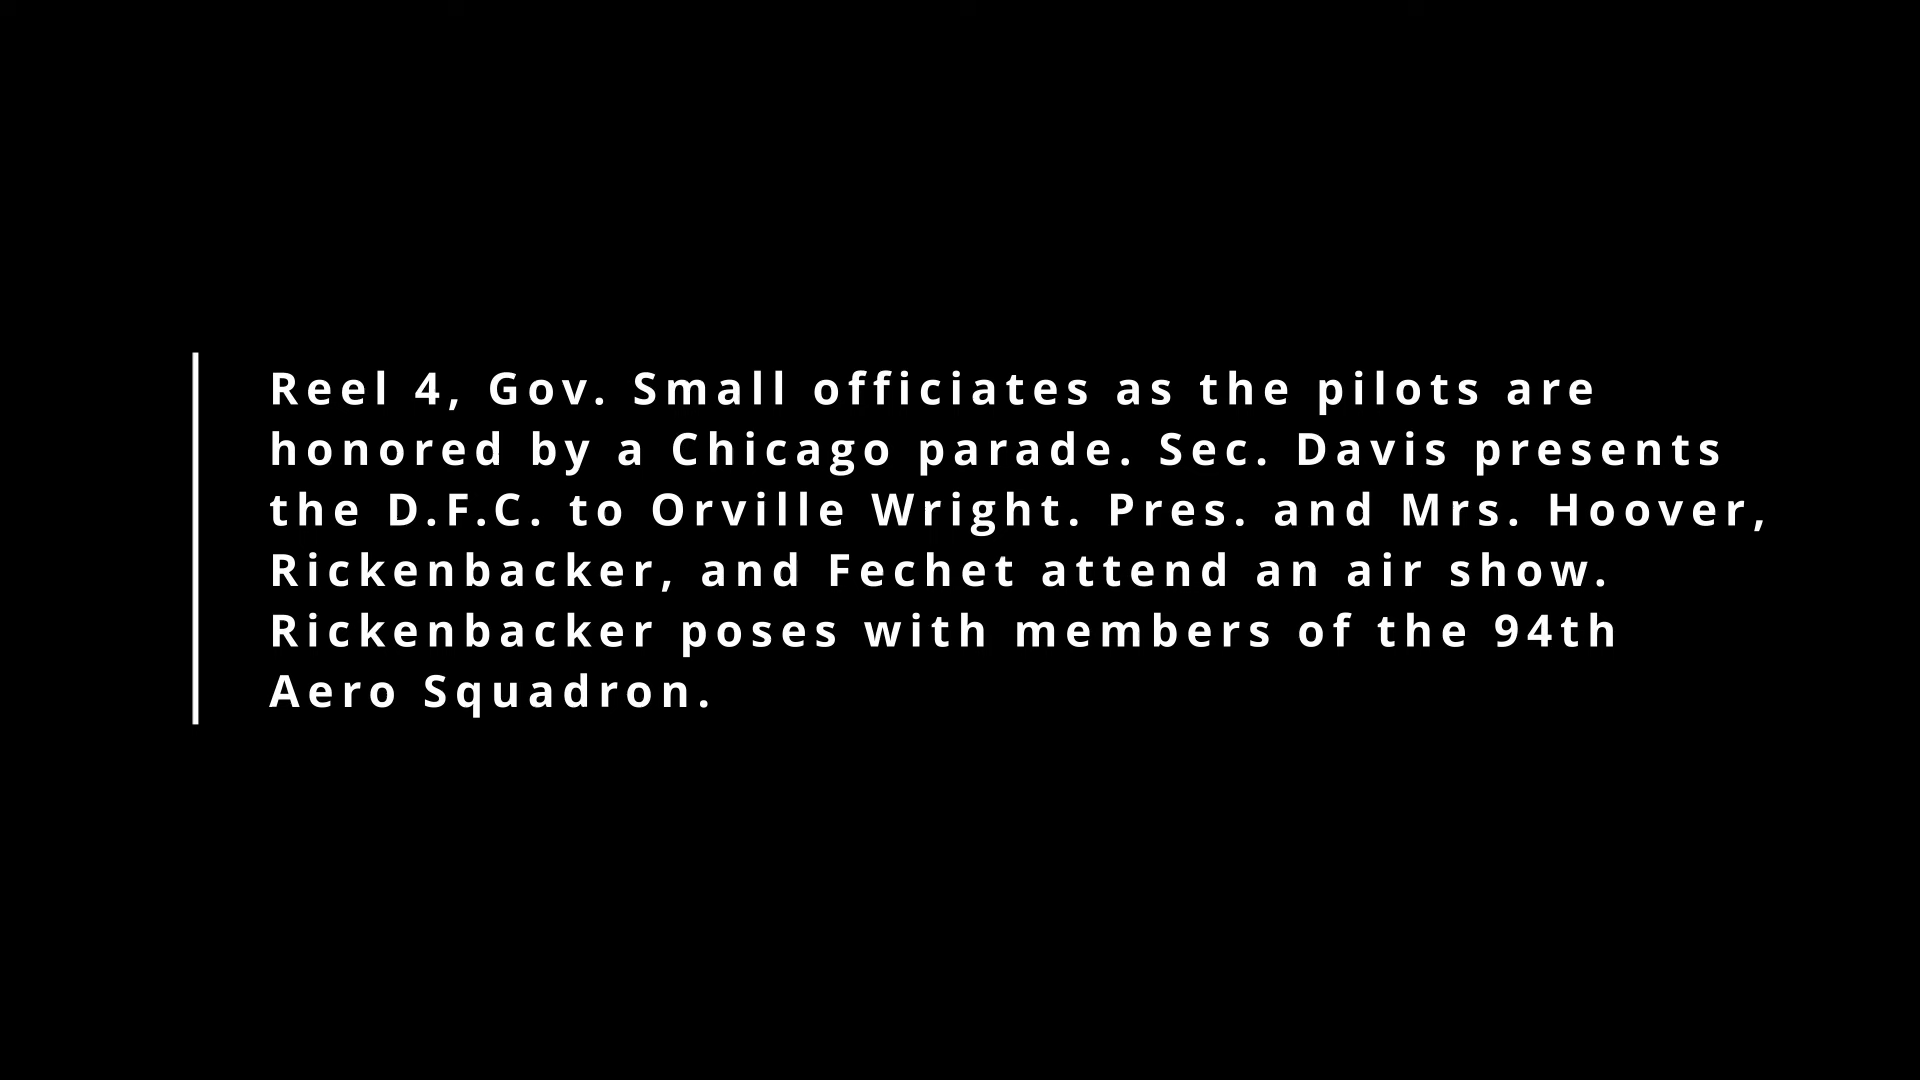 Reel 4, Gov. Small officiates as the pilots are
honored by a Chicago parade. Sec. Davis presents
the D.F.C. to Orville Wright. Pres. and Mrs. Hoover,
Rickenbacker, and Fechet attend an air show.
Rickenbacker poses with members of the 94th
Aero Squadron.